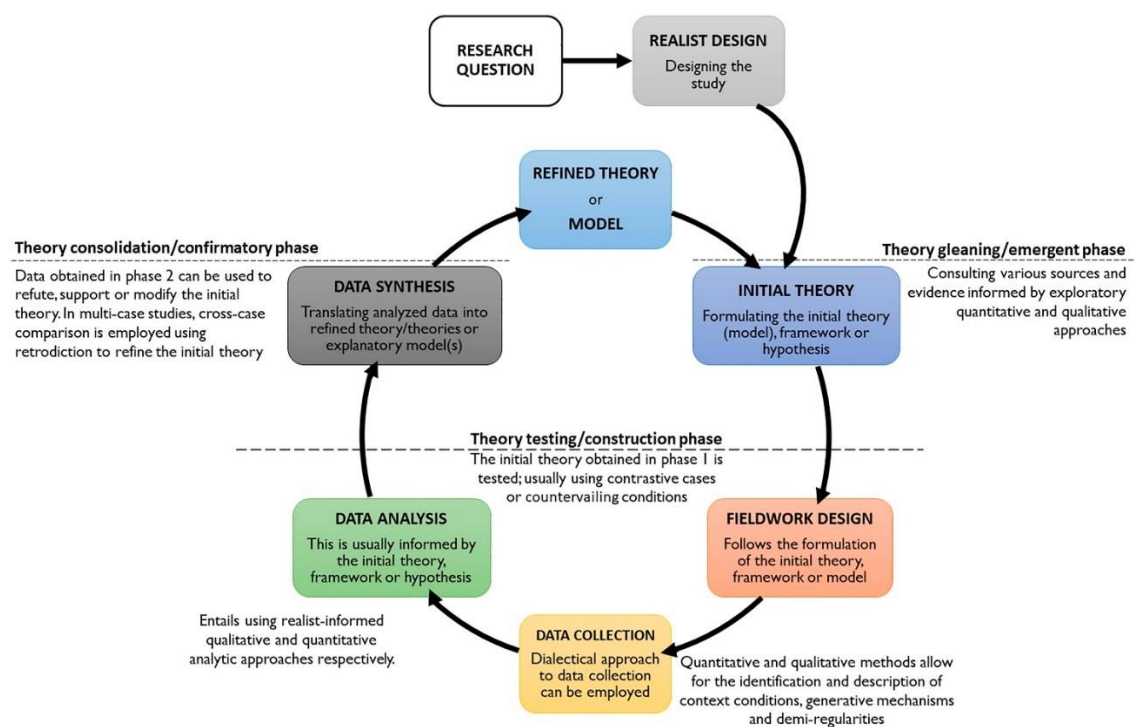 RESEARCH
QUESTION
REALIST DESIGN
Designing the
study
REFINED THEORY
or
MODEL
Theory consolidation/confirmatory phase
Data obtained in phase 2 can be used to
refute, support or modify the initial
theory. In multi-case studies, cross-case
comparison is employed using
retrodiction to refine the initial theory
DATA SYNTHESIS
Translating analyzed data into
refined theory/theories or
explanatory model(s)
INITIAL THEORY
Formulating the initial theory
(model), framework or
hypothesis
Theory gleaning/emergent phase
Consulting various sources and
evidence informed by exploratory
quantitative and qualitative
approaches
Theory testing/construction phase
The initial theory obtained in phase 1 is
tested; usually using contrastive cases
or countervailing conditions
DATA ANALYSIS
This is usually informed by
the initial theory,
framework or hypothesis
FIELDWORK DESIGN
Follows the formulation
of the initial theory,
framework or model
Entails using realist-informed
qualitative and quantitative
analytic approaches respectively.
DATA COLLECTION
Dialectical approach
to data collection
can be employed
Quantitative and qualitative methods allow
for the identification and description of
context conditions, generative mechanisms
and demi-regularities